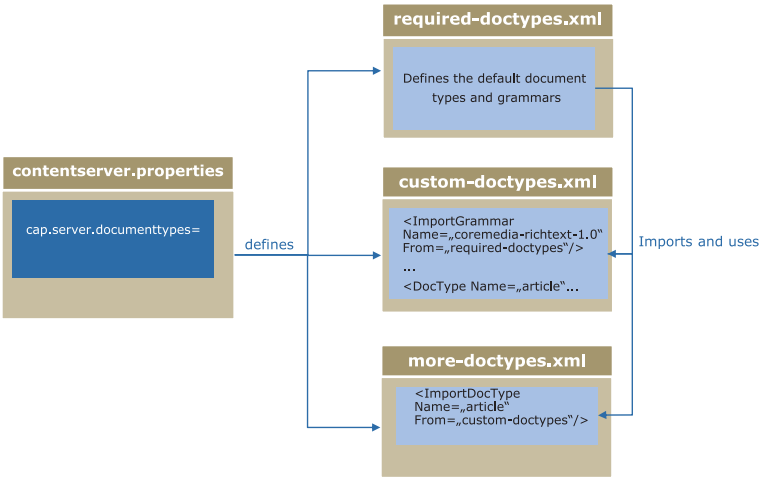 required-doctypes.xml
Defines the default document
types and grammars
contentserver.properties
cap.server.documenttypes=
defines
custom-doctypes.xml
<ImportGrammar
Name=„coremedia-richtext-1.0“
From=„required-doctypes“/>
...
<DocType Name=„article“...
Imports and uses
more-doctypes.xml
<ImportDocType
Name=„article“
From=„custom-doctypes“/>